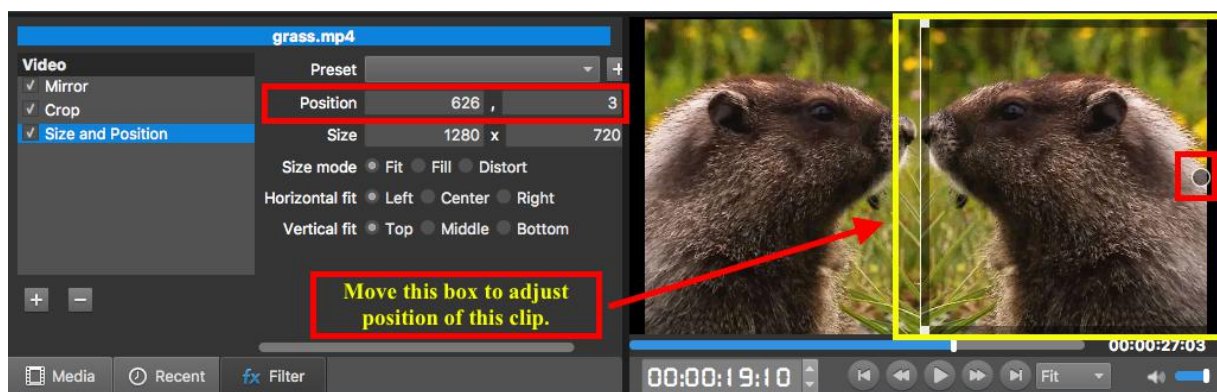 grass.mp4
Video
Mirror
Crop
Size and Position
Preset
Position 626 , 3
Size 1280 x 720
Size mode Fit Fill Distort
Horizontal fit Left Center Right
Vertical fit Top Middle Bottom
Move this box to adjust
position of this clip.
Media Recent fx Filter
00:00:27:03
00:00:19:10
Fit